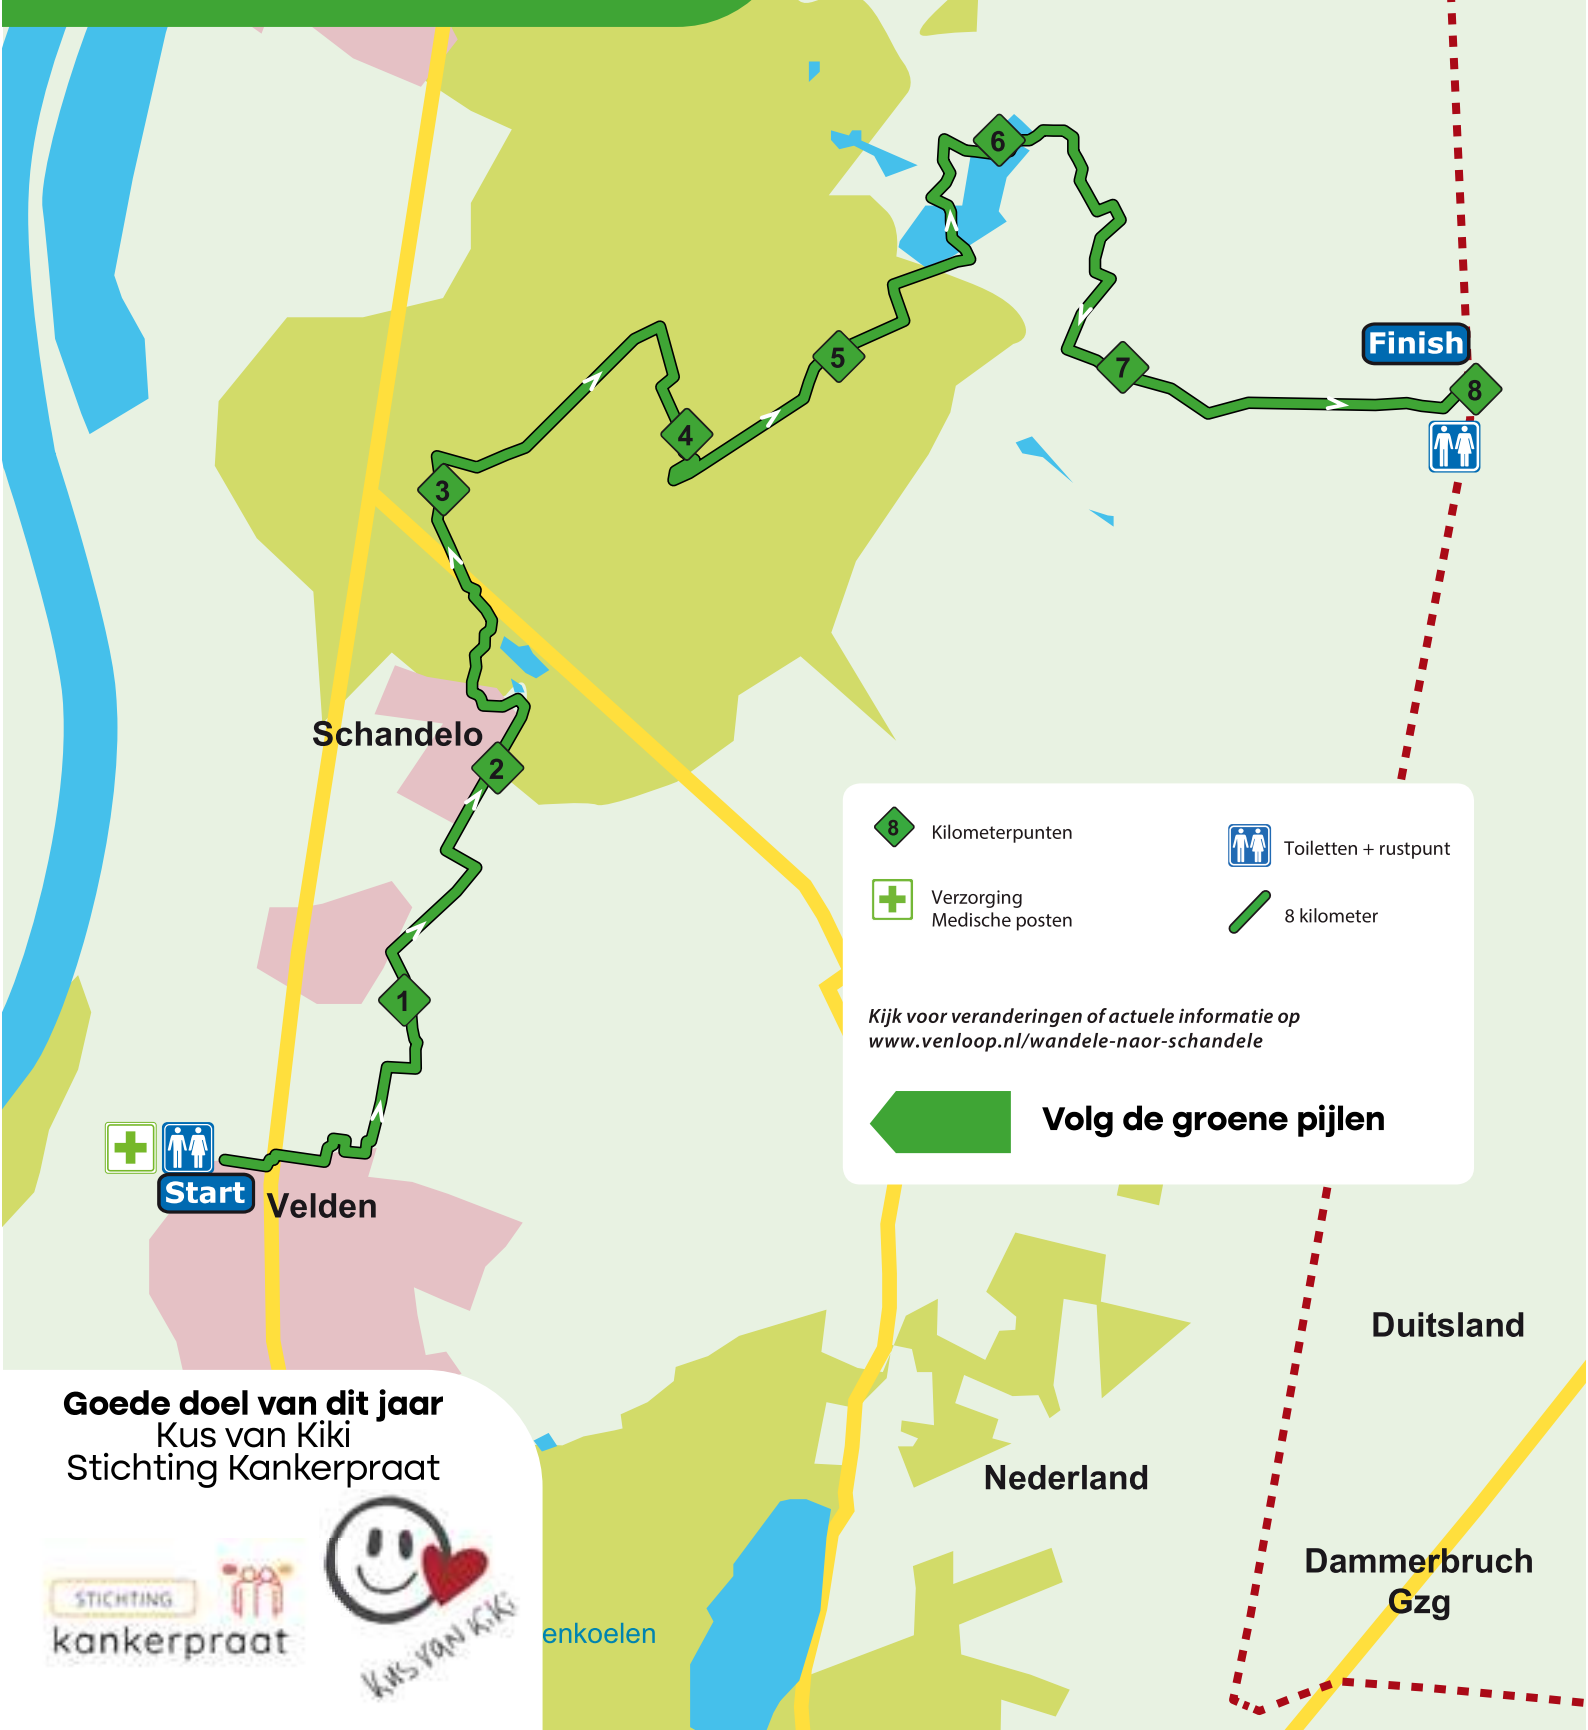 6
Finish
5
7
8
4
3
Schandelo
2
8
Kilometerpunten
Toiletten + rustpunt
Verzorging
Medische posten
8 kilometer
1
Kijk voor veranderingen of actuele informatie op
www.venloop.nl/wandele-naor-schandele
Volg de groene pijlen
Start
Velden
Duitsland
Goede doel van dit jaar
Kus van Kiki
Stichting Kankerpraat
Nederland
Dammerbruch
Gzg
STICHTING
kankerpraat
KUS VAN KIKI
enkoelen